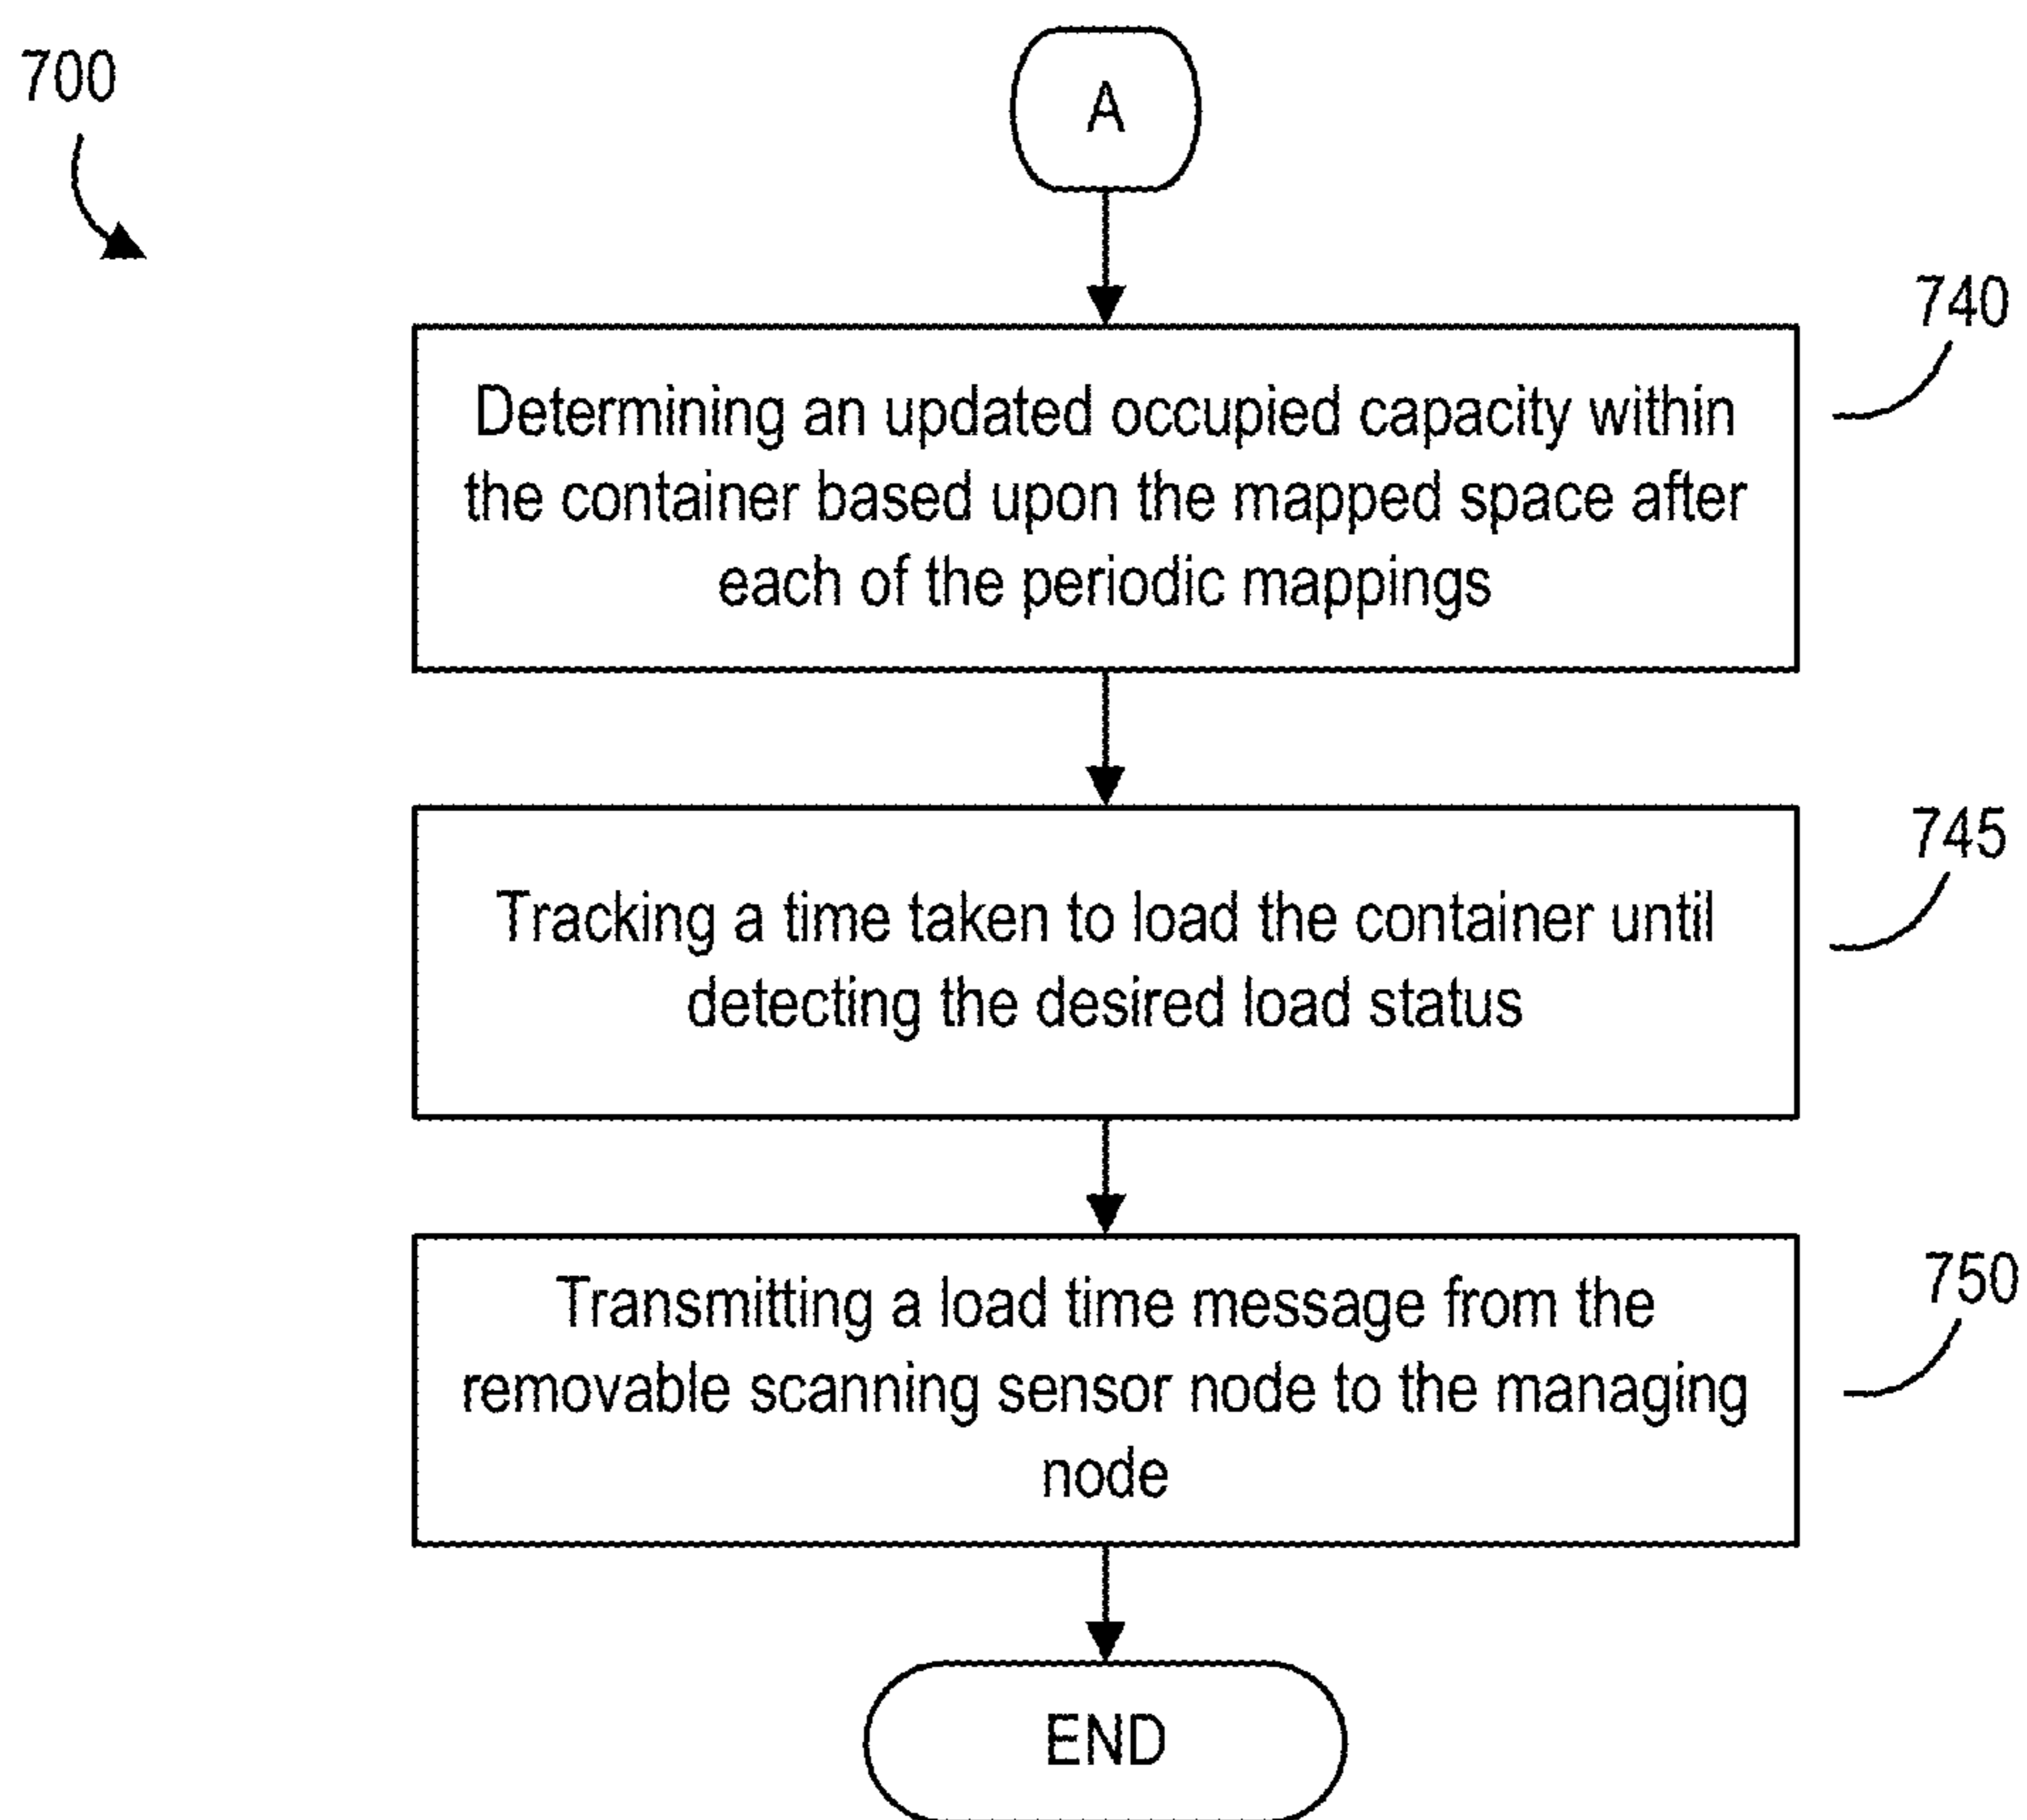 700
A
740
Determining an updated occupied capacity within
the container based upon the mapped space after
each of the periodic mappings
745
Tracking a time taken to load the container until
detecting the desired load status
750
Transmitting a load time message from the
removable scanning sensor node to the managing
node
END